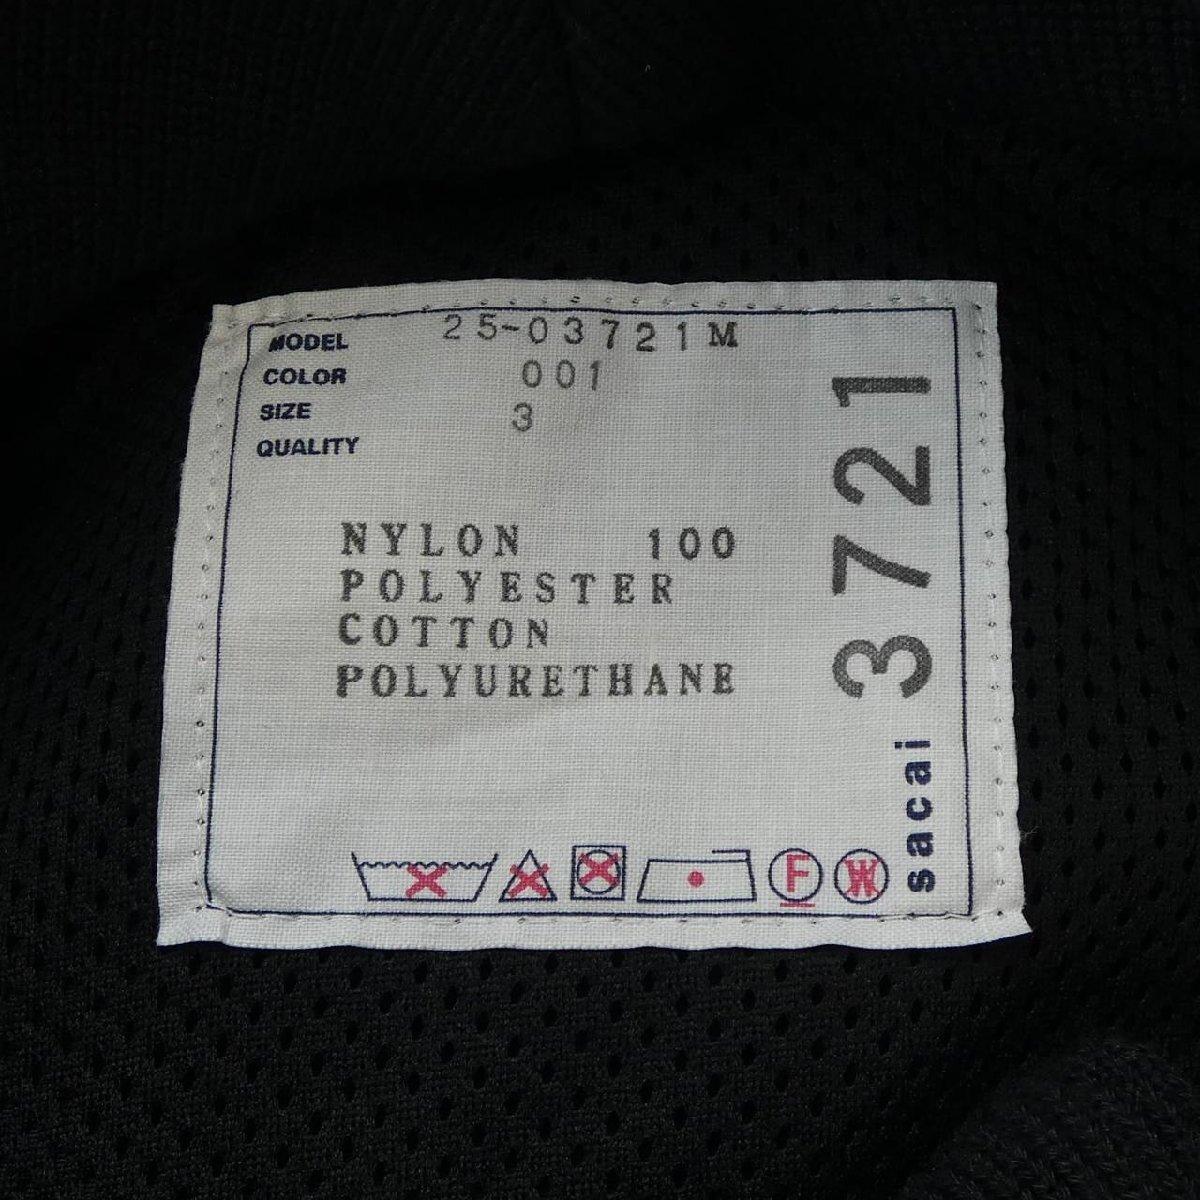 MODEL 25-03721M
COLOR 001
SIZE 3
QUALITY
NYLON 100
POLYESTER
COTTON
POLYURETHANE
F
W
sacai 3721